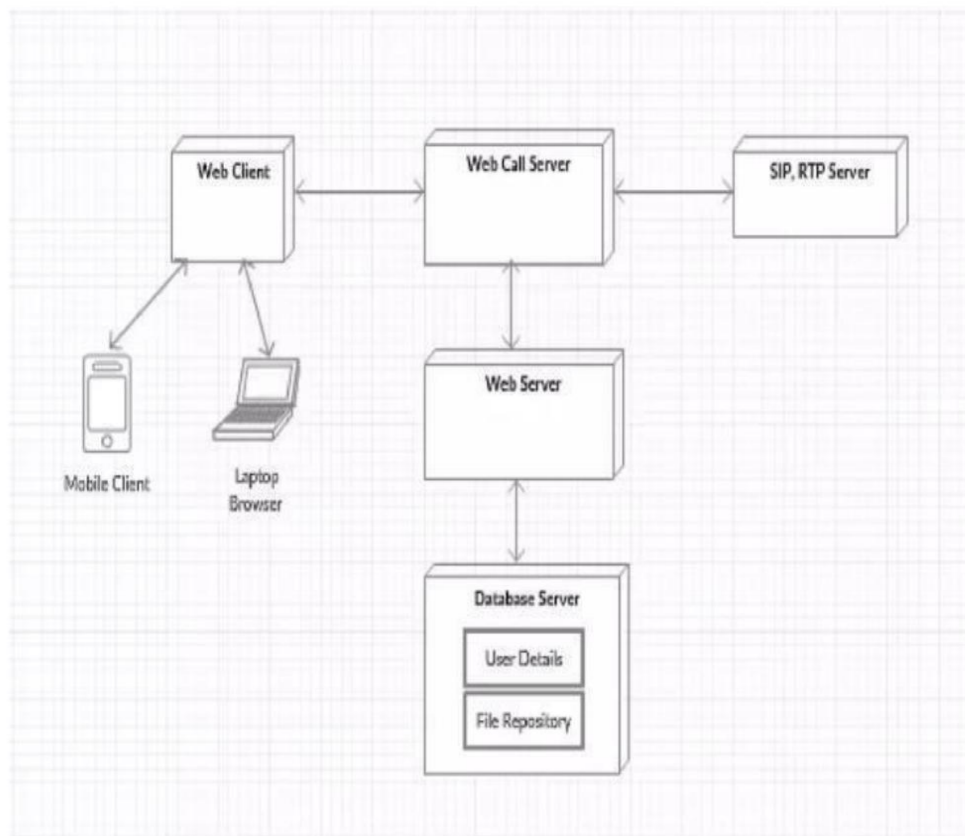 Web Client
Web Call Server
SIP, RTP Server
Web Server
Mobile Client
Laptop
Browser
Database Server
User Details
File Repository